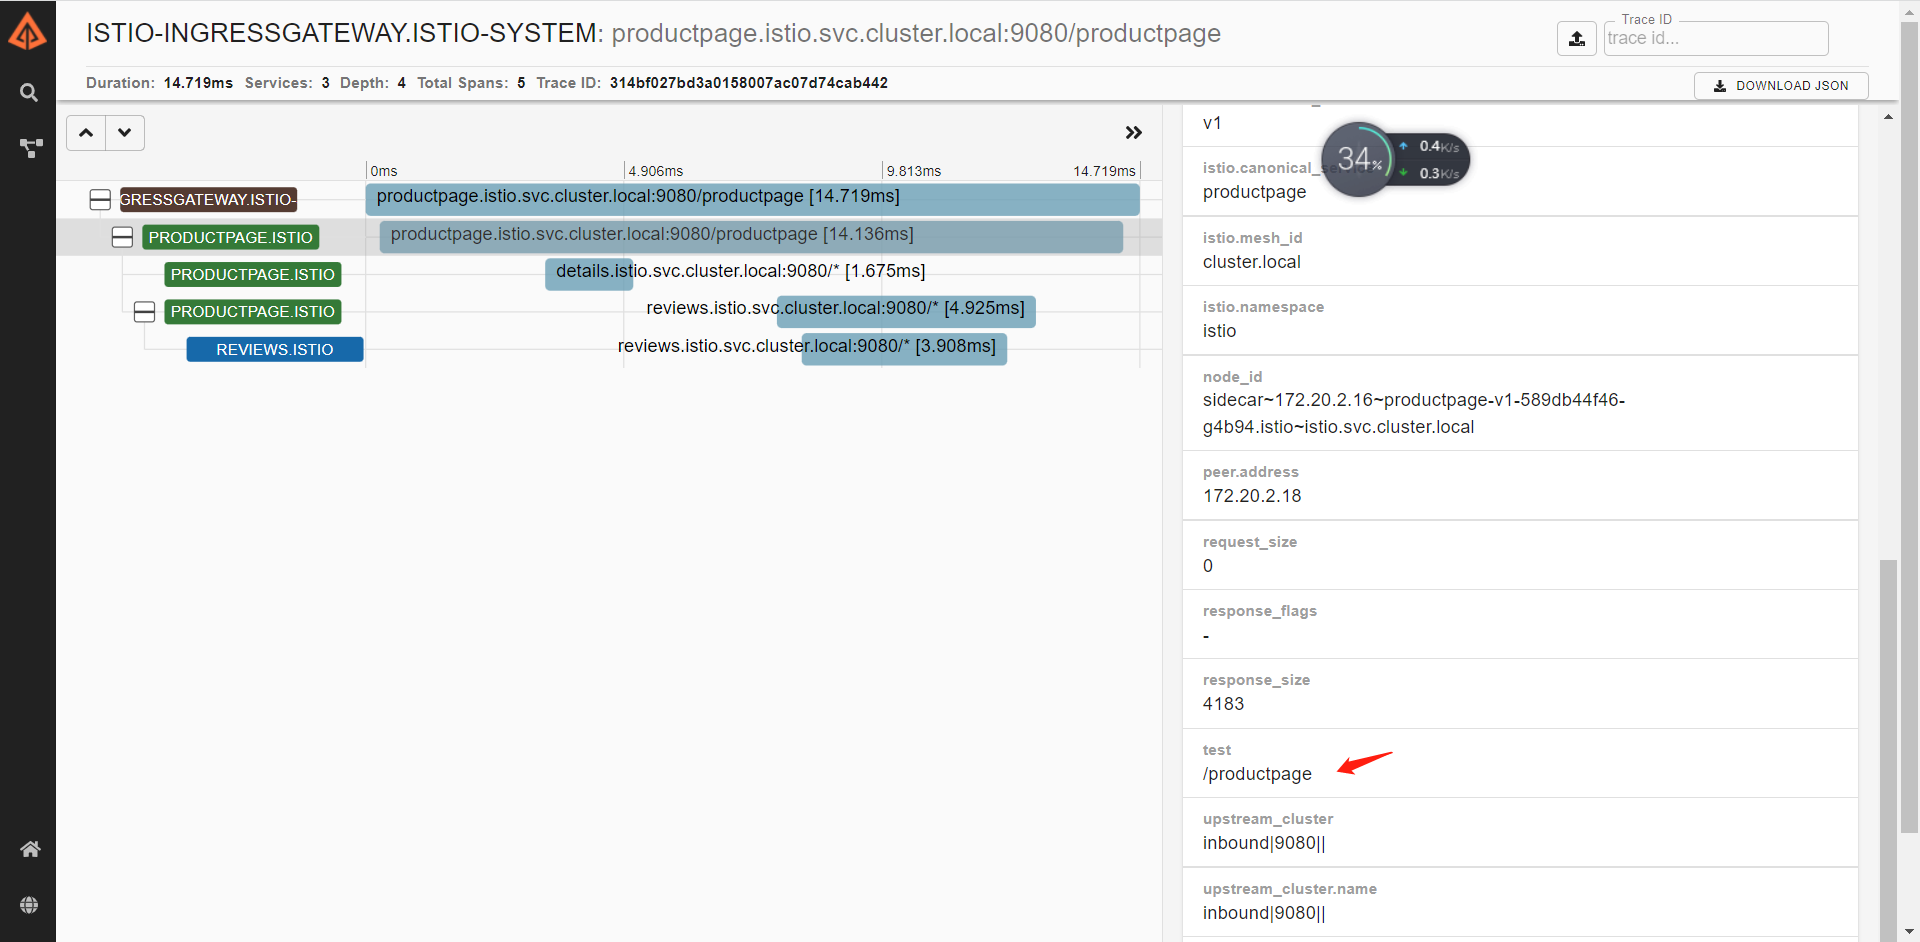 ISTIO-INGRESSGATEWAY.ISTIO-SYSTEM: productpage.istio.svc.cluster.local:9080/productpage
Trace ID
trace id...
Duration: 14.719ms Services: 3 Depth: 4 Total Spans: 5 Trace ID: 314bf027bd3a0158007ac07d74cab442
DOWNLOAD JSON
0ms
4.906ms
9.813ms
14.719ms
GRESSGATEWAY.ISTIO-
productpage.istio.svc.cluster.local:9080/productpage [14.719ms]
PRODUCTPAGE.ISTIO
productpage.istio.svc.cluster.local:9080/productpage [14.136ms]
PRODUCTPAGE.ISTIO
details.istio.svc.cluster.local:9080/* [1.675ms]
PRODUCTPAGE.ISTIO
reviews.istio.svc.cluster.local:9080/* [4.925ms]
REVIEWS.ISTIO
reviews.istio.svc.cluster.local:9080/* [3.908ms]
v1
34%
0.4K/s
0.3K/s
istio.canonical_service
productpage
istio.mesh_id
cluster.local
istio.namespace
istio
node_id
sidecar~172.20.2.16~productpage-v1-589db44f46-
g4b94.istio~istio.svc.cluster.local
peer.address
172.20.2.18
request_size
0
response_flags
-
response_size
4183
test
/productpage
upstream_cluster
inbound|9080||
upstream_cluster.name
inbound|9080||